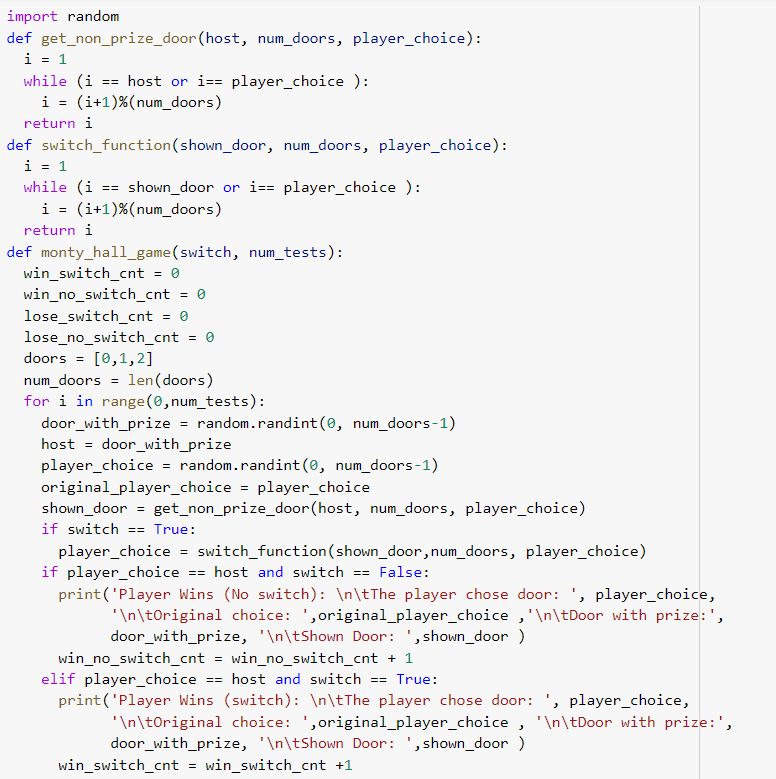 import random
def get_non_prize_door(host, num_doors, player_choice):
  i = 1
  while (i == host or i== player_choice ):
    i = (i+1)%(num_doors)
  return i
def switch_function(shown_door, num_doors, player_choice):
  i = 1
  while (i == shown_door or i== player_choice ):
    i = (i+1)%(num_doors)
  return i
def monty_hall_game(switch, num_tests):
  win_switch_cnt = 0
  win_no_switch_cnt = 0
  lose_switch_cnt = 0
  lose_no_switch_cnt = 0
  doors = [0,1,2]
  num_doors = len(doors)
  for i in range(0,num_tests):
    door_with_prize = random.randint(0, num_doors-1)
    host = door_with_prize
    player_choice = random.randint(0, num_doors-1)
    original_player_choice = player_choice
    shown_door = get_non_prize_door(host, num_doors, player_choice)
    if switch == True:
      player_choice = switch_function(shown_door,num_doors, player_choice)
    if player_choice == host and switch == False:
      print('Player Wins (No switch): \n\tThe player chose door: ', player_choice,
            '\n\tOriginal choice: ',original_player_choice ,'\n\tDoor with prize:',
            door_with_prize, '\n\tShown Door: ',shown_door )
      win_no_switch_cnt = win_no_switch_cnt + 1
    elif player_choice == host and switch == True:
      print('Player Wins (switch): \n\tThe player chose door: ', player_choice,
            '\n\tOriginal choice: ',original_player_choice , '\n\tDoor with prize:',
            door_with_prize, '\n\tShown Door: ',shown_door )
      win_switch_cnt = win_switch_cnt +1